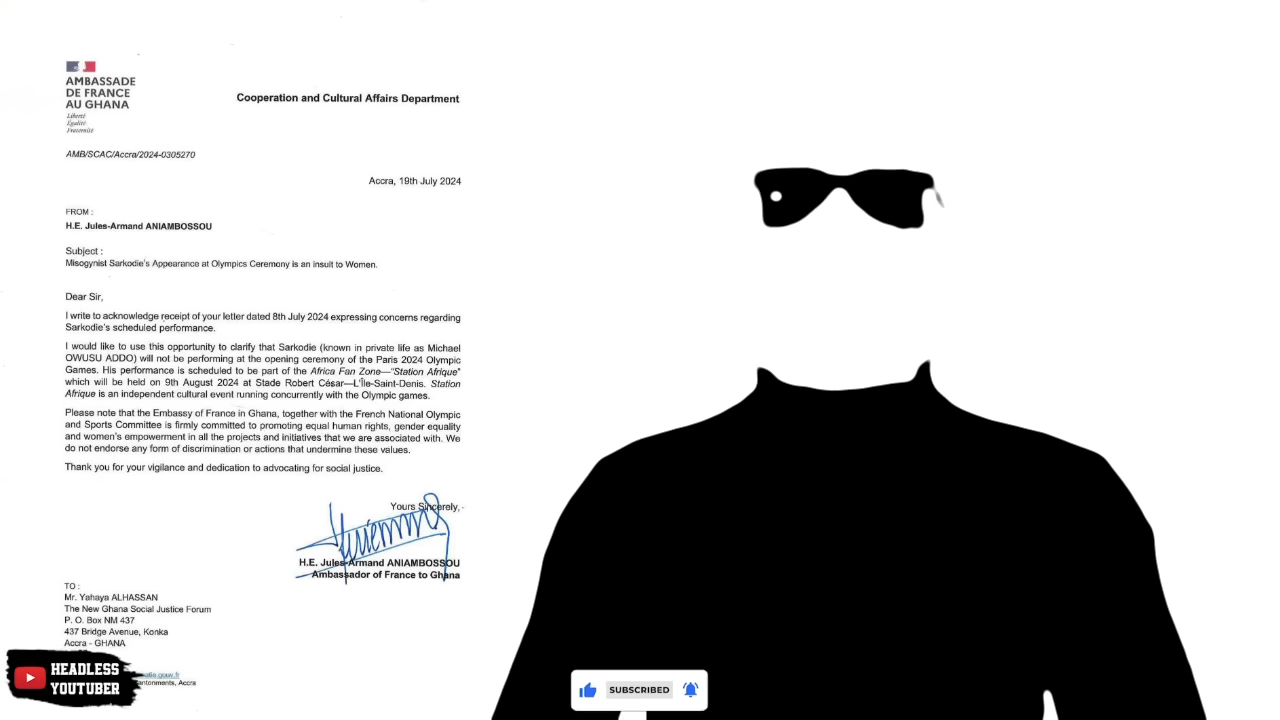 AMBASSADE
DE FRANCE
AU GHANA
Liberté
Égalité
Fraternité
Cooperation and Cultural Affairs Department
AMB/SCAC/Accra/2024-0305270
Accra, 19th July 2024
FROM :
H.E. Jules-Armand ANIAMBOSSOU
Subject :
Misogynist Sarkodie's Appearance at Olympics Ceremony is an insult to Women.
Dear Sir,
I write to acknowledge receipt of your letter dated 8th July 2024 expressing concerns regarding
Sarkodie's scheduled performance.
I would like to use this opportunity to clarify that Sarkodie (known in private life as Michael
OWUSU ADDO) will not be performing at the opening ceremony of the Paris 2024 Olympic
Games. His performance is scheduled to be part of the Africa Fan Zone—"Station Afrique"
which will be held on 9th August 2024 at Stade Robert César—L'Île-Saint-Denis. Station
Afrique is an independent cultural event running concurrently with the Olympic games.
Please note that the Embassy of France in Ghana, together with the French National Olympic
and Sports Committee is firmly committed to promoting equal human rights, gender equality
and women's empowerment in all the projects and initiatives that we are associated with. We
do not endorse any form of discrimination or actions that undermine these values.
Thank you for your vigilance and dedication to advocating for social justice.
Yours Sincerely,
H.E. Jules-Armand ANIAMBOSSOU
Ambassador of France to Ghana
TO :
Mr. Yahaya ALHASSAN
The New Ghana Social Justice Forum
P. O. Box NM 437
437 Bridge Avenue, Konka
Accra - GHANA
antonments, Accra
HEADLESS
YOUTUBER
SUBSCRIBED